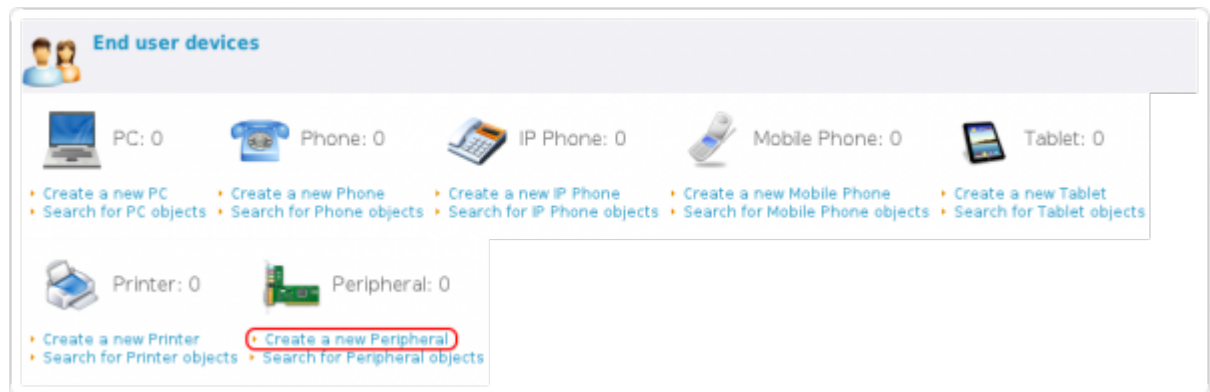 End user devices
PC: 0
Phone: 0
IP Phone: 0
Mobile Phone: 0
Tablet: 0
Create a new PC
Create a new Phone
Create a new IP Phone
Create a new Mobile Phone
Create a new Tablet
Search for PC objects
Search for Phone objects
Search for IP Phone objects
Search for Mobile Phone objects
Search for Tablet objects
Printer: 0
Peripheral: 0
Create a new Printer
Create a new Peripheral
Search for Printer objects
Search for Peripheral objects